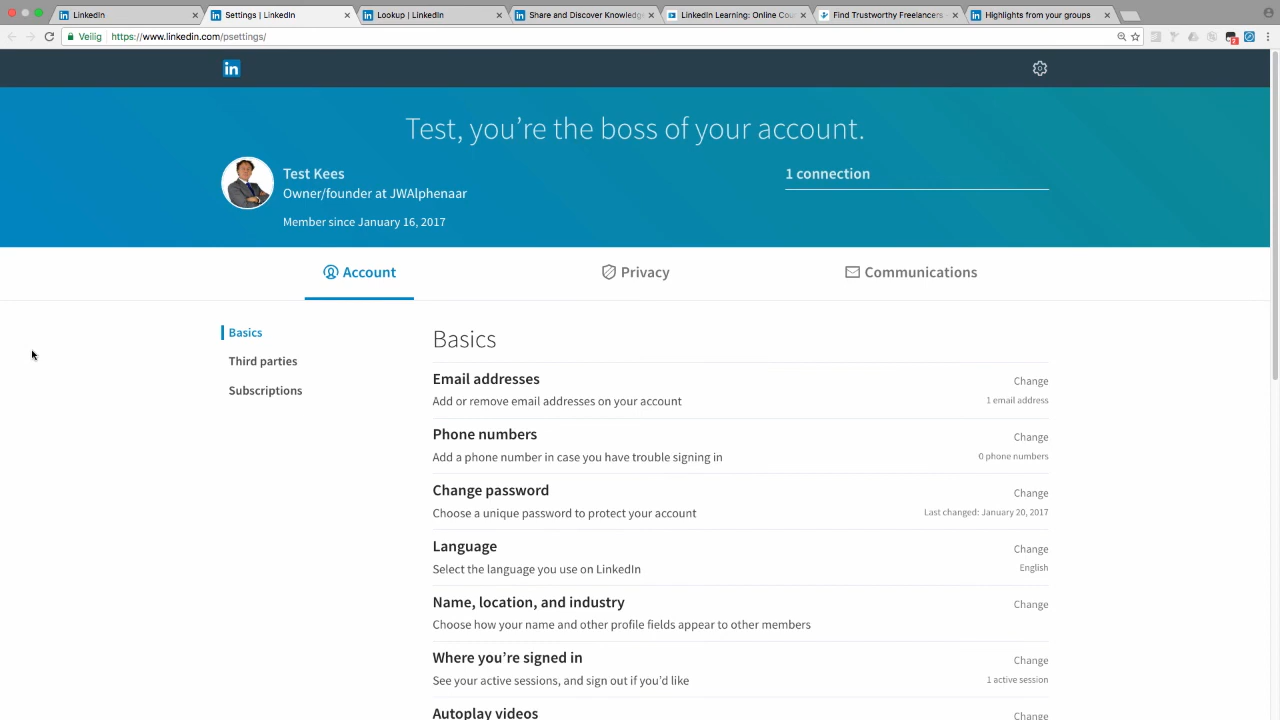 LinkedIn
Settings | LinkedIn
Lookup | LinkedIn
Share and Discover Knowledg
LinkedIn Learning: Online Cou
Find Trustworthy Freelancers -
Highlights from your groups
Veilig
https://www.linkedin.com/psettings/
in
Test, you're the boss of your account.
Test Kees
1 connection
Owner/founder at JWAlphenaar
Member since January 16, 2017
Account
Privacy
Communications
Basics
Third parties
Subscriptions
Basics
Email addresses
Change
Add or remove email addresses on your account
1 email address
Phone numbers
Change
Add a phone number in case you have trouble signing in
0 phone numbers
Change password
Change
Choose a unique password to protect your account
Last changed: January 20, 2017
Language
Change
Select the language you use on LinkedIn
English
Name, location, and industry
Change
Choose how your name and other profile fields appear to other members
Where you're signed in
Change
See your active sessions, and sign out if you'd like
1 active session
Autoplay videos
Change